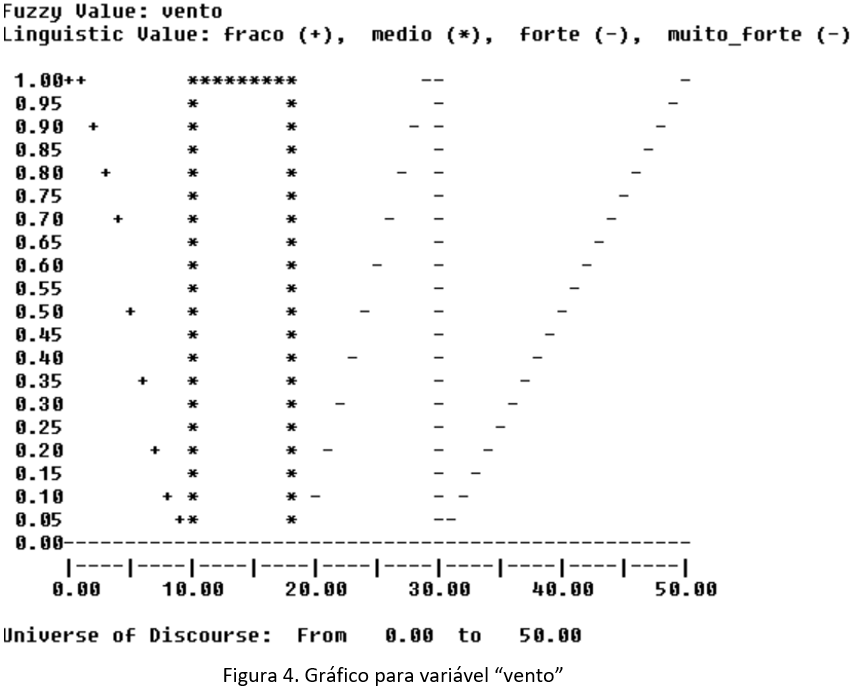 Fuzzy Value: vento
Linguistic Value: fraco (+), medio (*), forte (-), muito_forte (-)
1.00++ ********* -- -
0.95 * * - -
0.90 + * * - - -
0.85 * * - -
0.80 + * * - - -
0.75 * * - -
0.70 + * * - - -
0.65 * * - -
0.60 * * - - -
0.55 * * - -
0.50 + * * - - -
0.45 * * - -
0.40 * * - - -
0.35 + * * - -
0.30 * * - - -
0.25 * * - -
0.20 + * * - - -
0.15 * * - -
0.10 + * * - - -
0.05 +* * --
0.00---------------------------------------------------
|----|----|----|----|----|----|----|----|----|----|
0.00 10.00 20.00 30.00 40.00 50.00
Universe of Discourse: From 0.00 to 50.00
Figura 4. Gráfico para variável “vento”